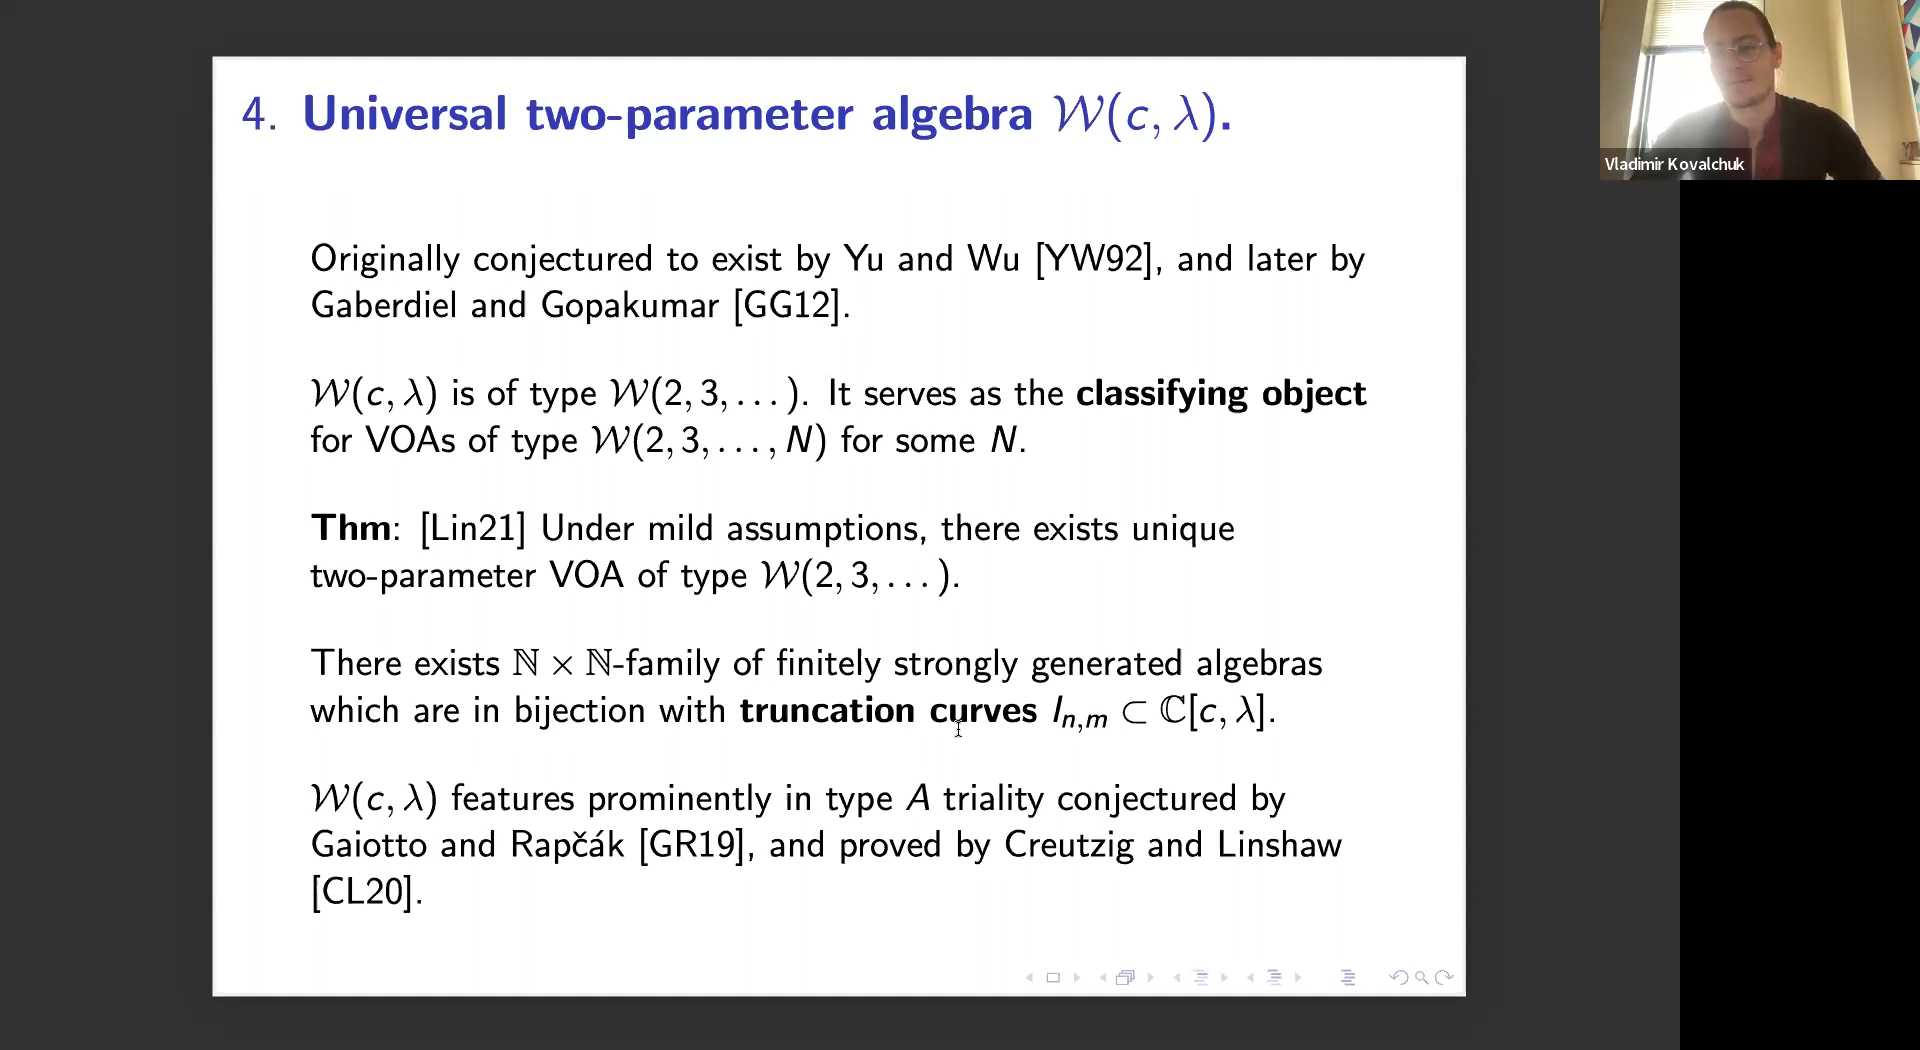 4. Universal two-parameter algebra 𝒲(c, λ).
Vladimir Kovalchuk
Originally conjectured to exist by Yu and Wu [YW92], and later by
Gaberdiel and Gopakumar [GG12].
𝒲(c, λ) is of type 𝒲(2, 3, . . . ). It serves as the classifying object
for VOAs of type 𝒲(2, 3, . . . , N) for some N.
Thm: [Lin21] Under mild assumptions, there exists unique
two-parameter VOA of type 𝒲(2, 3, . . . ).
There exists ℕ × ℕ-family of finitely strongly generated algebras
which are in bijection with truncation curves I_{n,m} ⊂ ℂ[c, λ].
𝒲(c, λ) features prominently in type A triality conjectured by
Gaiotto and Rapčák [GR19], and proved by Creutzig and Linshaw
[CL20].